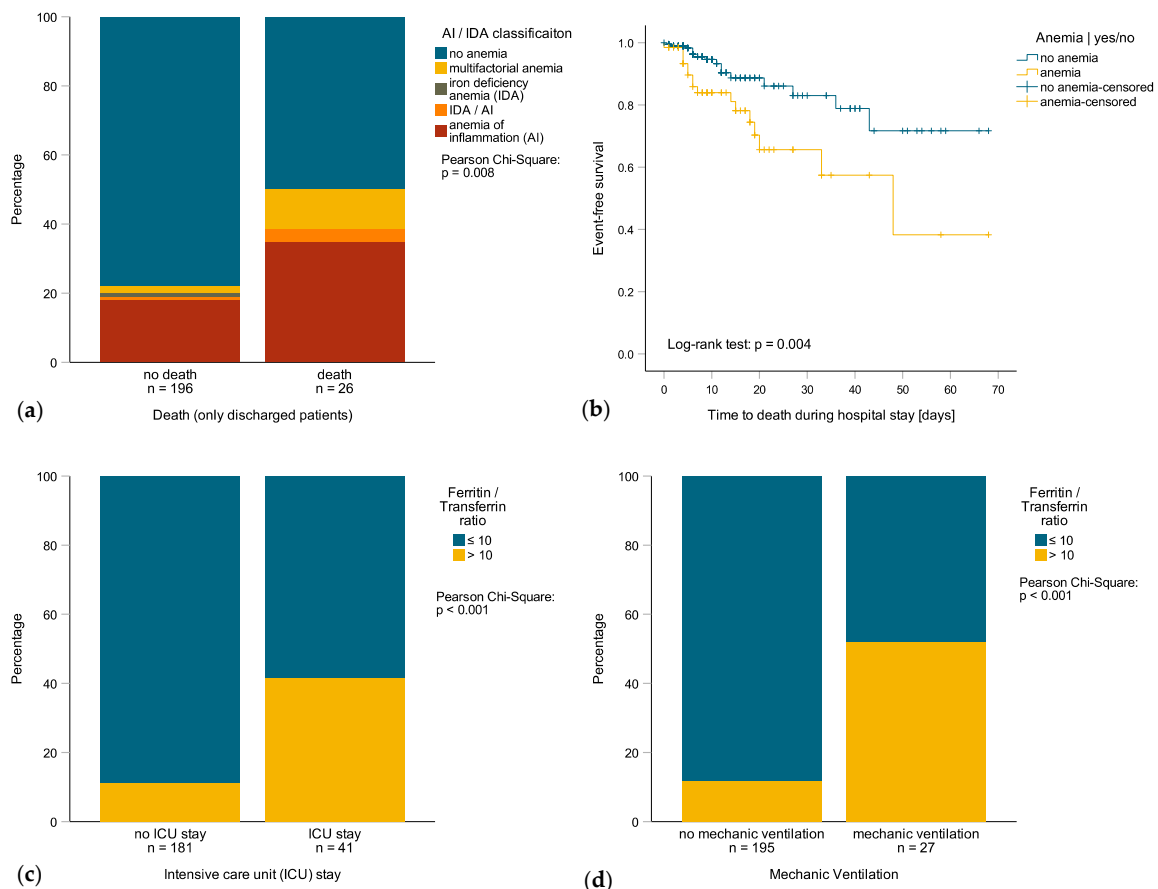 100
80
60
40
20
0
Percentage
no death
n = 196
death
n = 26
Death (only discharged patients)
(a)
AI / IDA classificaiton
no anemia
multifactorial anemia
iron deficiency
anemia (IDA)
IDA / AI
anemia of
inflammation (AI)
Pearson Chi-Square:
p = 0.008
1.0
0.8
0.6
0.4
0.2
0.0
Event-free survival
Log-rank test: p = 0.004
0 10 20 30 40 50 60 70
Time to death during hospital stay [days]
(b)
Anemia | yes/no
no anemia
anemia
no anemia-censored
anemia-censored
100
80
60
40
20
0
Percentage
no ICU stay
n = 181
ICU stay
n = 41
Intensive care unit (ICU) stay
(c)
Ferritin /
Transferrin
ratio
≤ 10
> 10
Pearson Chi-Square:
p < 0.001
100
80
60
40
20
0
Percentage
no mechanic ventilation
n = 195
mechanic ventilation
n = 27
Mechanic Ventilation
(d)
Ferritin /
Transferrin
ratio
≤ 10
> 10
Pearson Chi-Square:
p < 0.001